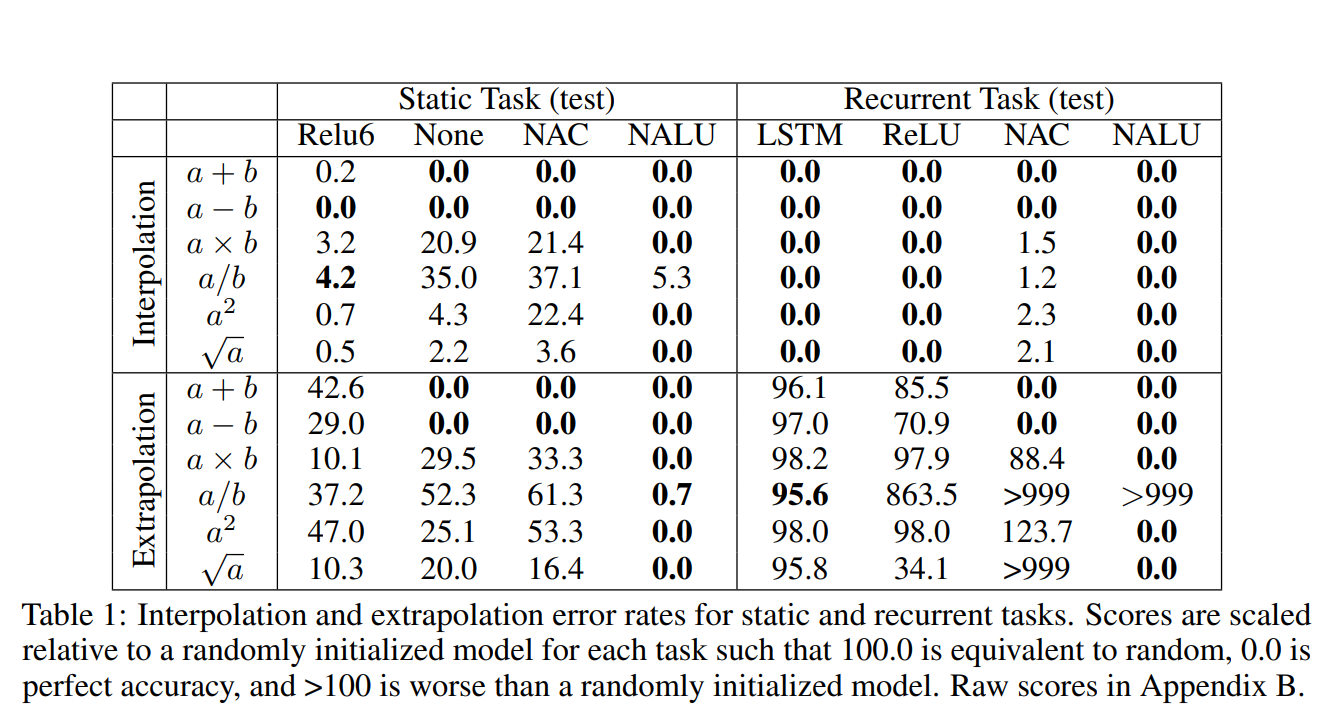 Static Task (test) Recurrent Task (test)
Relu6 None NAC NALU LSTM ReLU NAC NALU
Interpolation
a + b 0.2 0.0 0.0 0.0 0.0 0.0 0.0 0.0
a − b 0.0 0.0 0.0 0.0 0.0 0.0 0.0 0.0
a × b 3.2 20.9 21.4 0.0 0.0 0.0 1.5 0.0
a/b 4.2 35.0 37.1 5.3 0.0 0.0 1.2 0.0
a² 0.7 4.3 22.4 0.0 0.0 0.0 2.3 0.0
√a 0.5 2.2 3.6 0.0 0.0 0.0 2.1 0.0
Extrapolation
a + b 42.6 0.0 0.0 0.0 96.1 85.5 0.0 0.0
a − b 29.0 0.0 0.0 0.0 97.0 70.9 0.0 0.0
a × b 10.1 29.5 33.3 0.0 98.2 97.9 88.4 0.0
a/b 37.2 52.3 61.3 0.7 95.6 863.5 >999 >999
a² 47.0 25.1 53.3 0.0 98.0 98.0 123.7 0.0
√a 10.3 20.0 16.4 0.0 95.8 34.1 >999 0.0
Table 1: Interpolation and extrapolation error rates for static and recurrent tasks. Scores are scaled
relative to a randomly initialized model for each task such that 100.0 is equivalent to random, 0.0 is
perfect accuracy, and >100 is worse than a randomly initialized model. Raw scores in Appendix B.